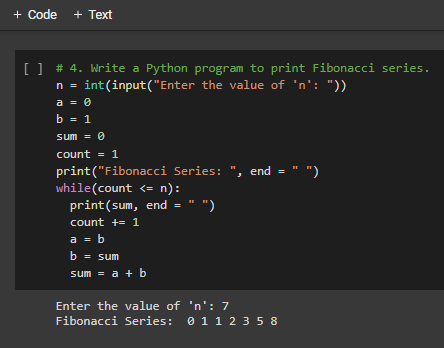 + Code + Text
[ ] # 4. Write a Python program to print Fibonacci series.
n = int(input("Enter the value of 'n': "))
a = 0
b = 1
sum = 0
count = 1
print("Fibonacci Series: ", end = " ")
while(count <= n):
  print(sum, end = " ")
  count += 1
  a = b
  b = sum
  sum = a + b
Enter the value of 'n': 7
Fibonacci Series:  0 1 1 2 3 5 8